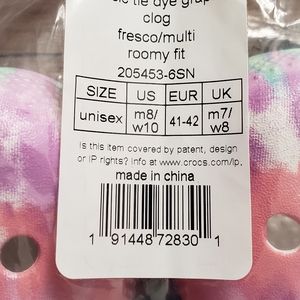 tie dye
clog
fresco/multi
roomy fit
205453-6SN
SIZE US EUR UK
unisex m8/ w10 41-42 m7/ w8
Is this item covered by patent, design
or IP rights? Info at www.crocs.com/ip.
made in china
1 91448 72830 1